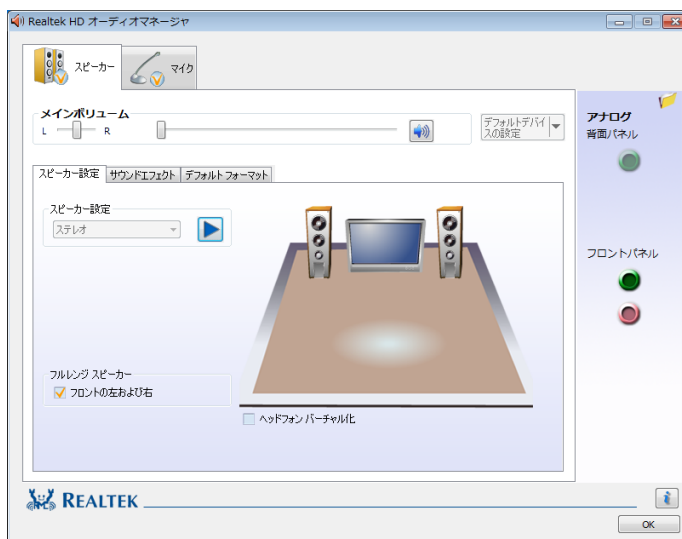 Realtek HD オーディオマネージャ
スピーカー
マイク
メインボリューム
L
R
デフォルトデバイ
スの設定
スピーカー設定
サウンドエフェクト
デフォルト フォーマット
スピーカー設定
ステレオ
フルレンジ スピーカー
フロントの左および右
ヘッドフォン バーチャル化
アナログ
背面パネル
フロントパネル
REALTEK
OK